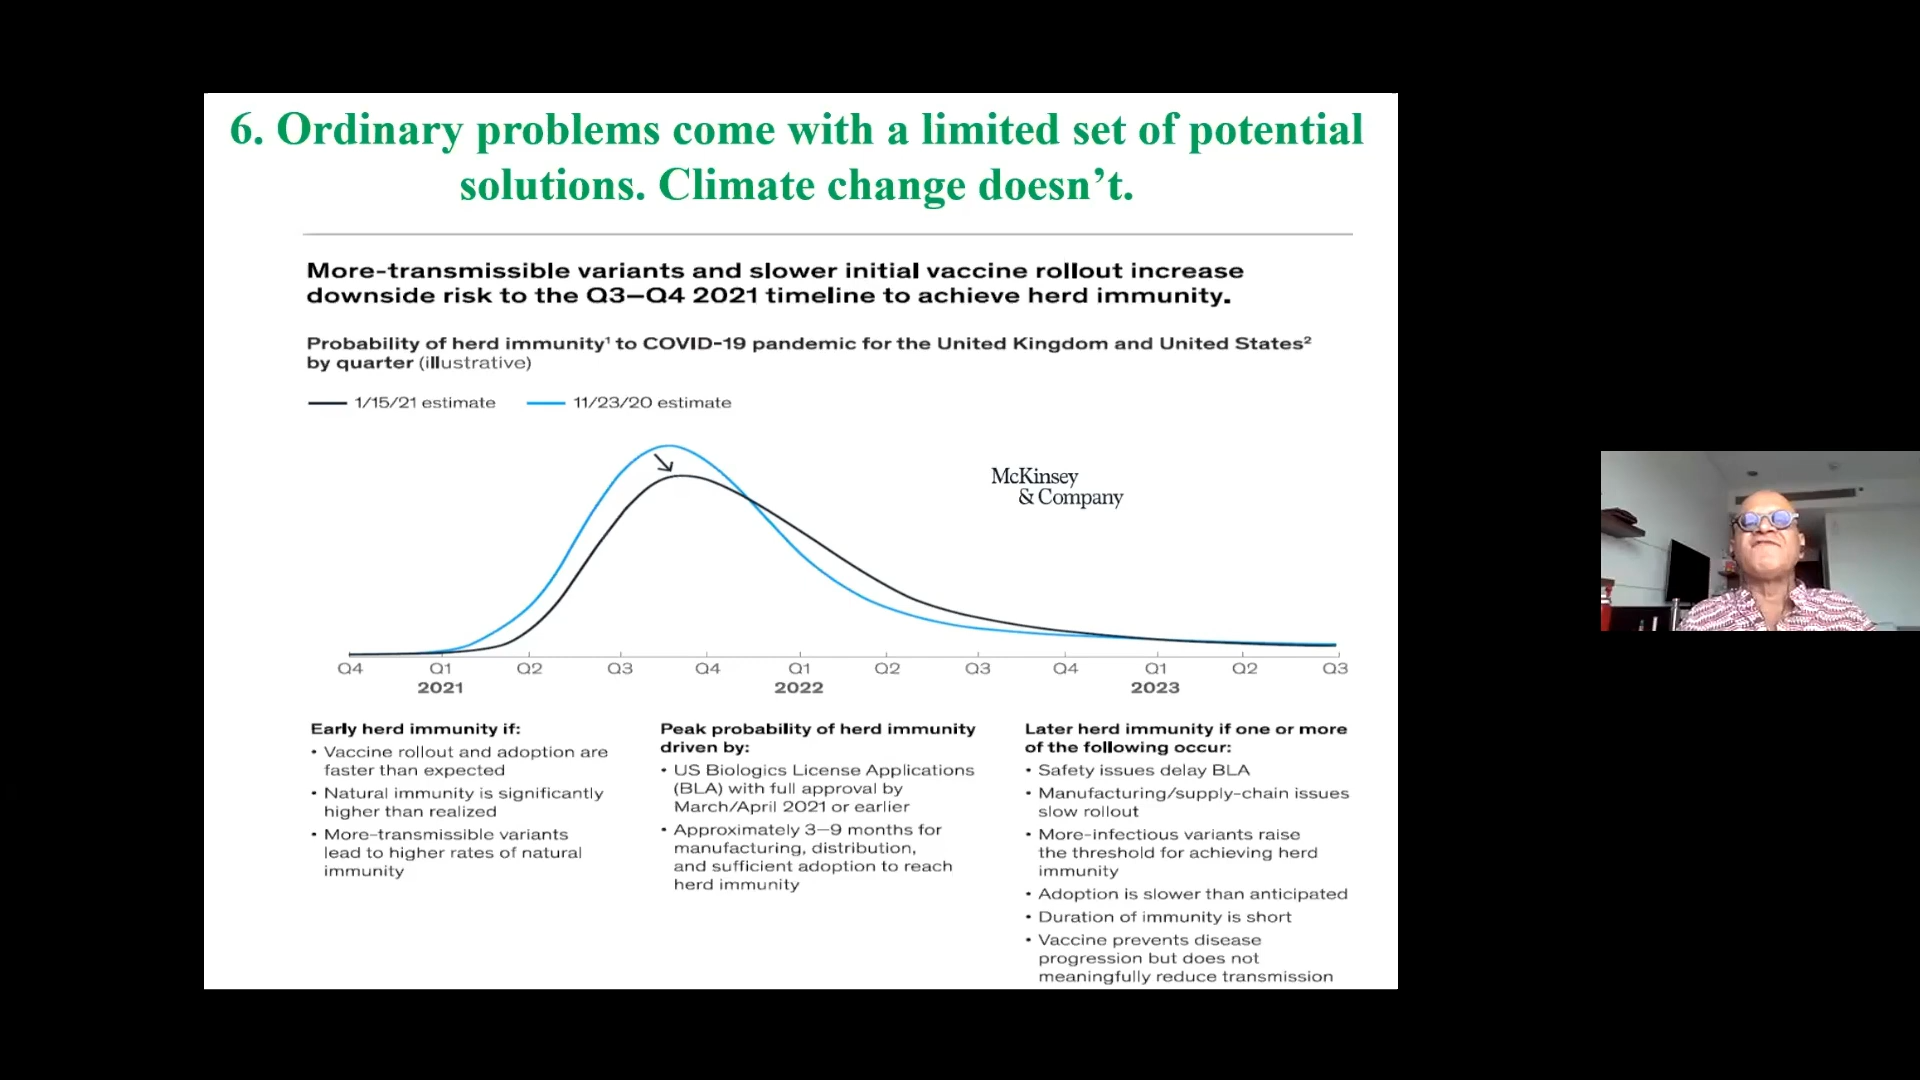 6. Ordinary problems come with a limited set of potential
solutions. Climate change doesn’t.
More-transmissible variants and slower initial vaccine rollout increase
downside risk to the Q3–Q4 2021 timeline to achieve herd immunity.
Probability of herd immunity¹ to COVID-19 pandemic for the United Kingdom and United States²
by quarter (illustrative)
1/15/21 estimate 11/23/20 estimate
McKinsey
& Company
Q4 Q1 Q2 Q3 Q4 Q1 Q2 Q3 Q4 Q1 Q2 Q3
2021 2022 2023
Early herd immunity if:
• Vaccine rollout and adoption are
faster than expected
• Natural immunity is significantly
higher than realized
• More-transmissible variants
lead to higher rates of natural
immunity
Peak probability of herd immunity
driven by:
• US Biologics License Applications
(BLA) with full approval by
March/April 2021 or earlier
• Approximately 3–9 months for
manufacturing, distribution,
and sufficient adoption to reach
herd immunity
Later herd immunity if one or more
of the following occur:
• Safety issues delay BLA
• Manufacturing/supply-chain issues
slow rollout
• More-infectious variants raise
the threshold for achieving herd
immunity
• Adoption is slower than anticipated
• Duration of immunity is short
• Vaccine prevents disease
progression but does not
meaningfully reduce transmission